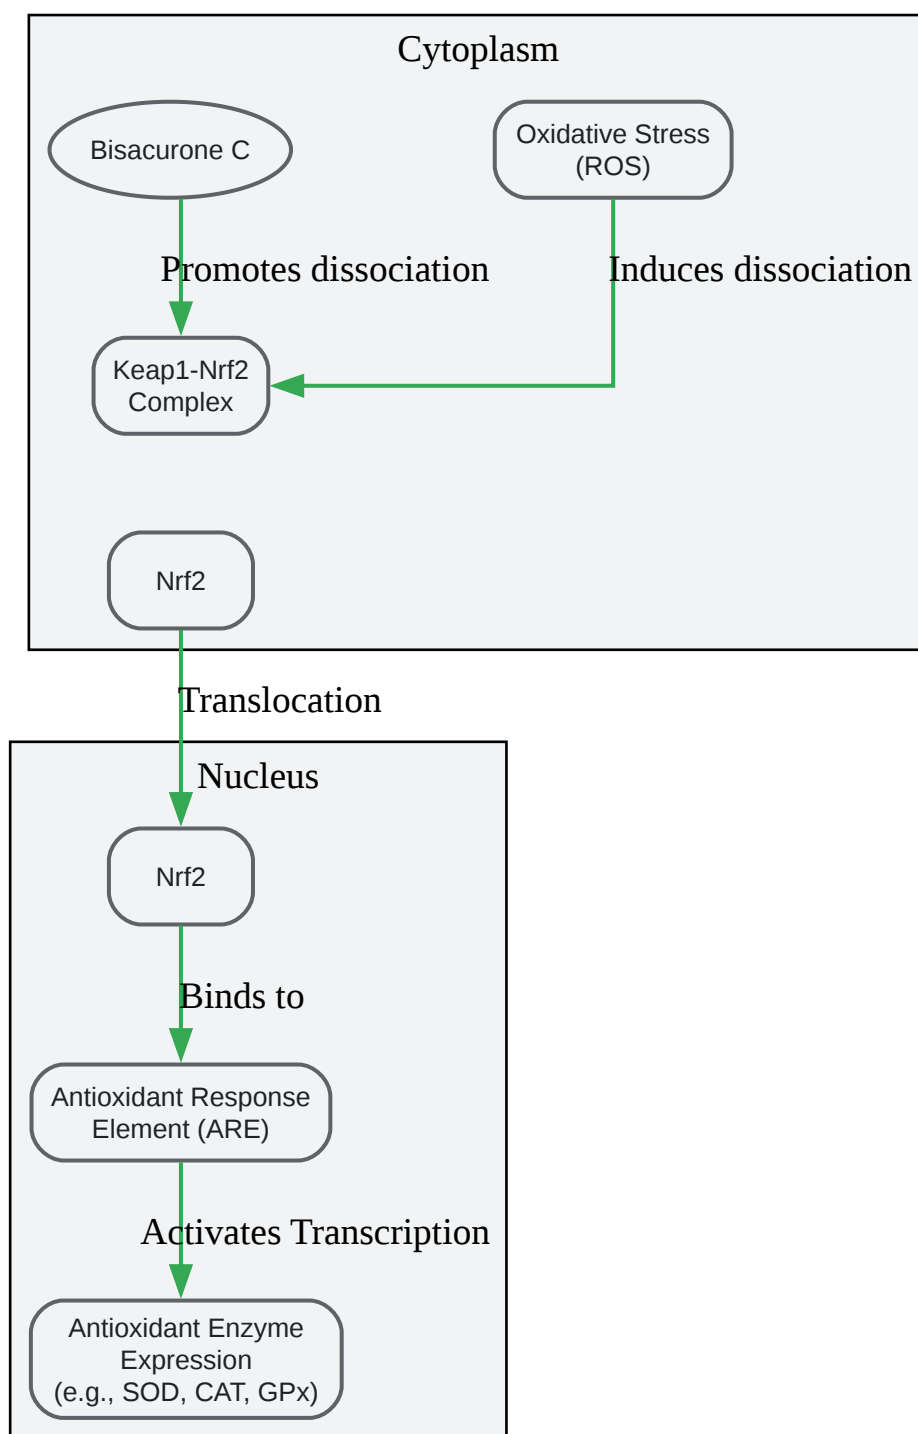 Cytoplasm
Bisacurone C
Oxidative Stress
(ROS)
Promotes dissociation
Induces dissociation
Keap1-Nrf2
Complex
Nrf2
Translocation
Nucleus
Nrf2
Binds to
Antioxidant Response
Element (ARE)
Activates Transcription
Antioxidant Enzyme
Expression
(e.g., SOD, CAT, GPx)